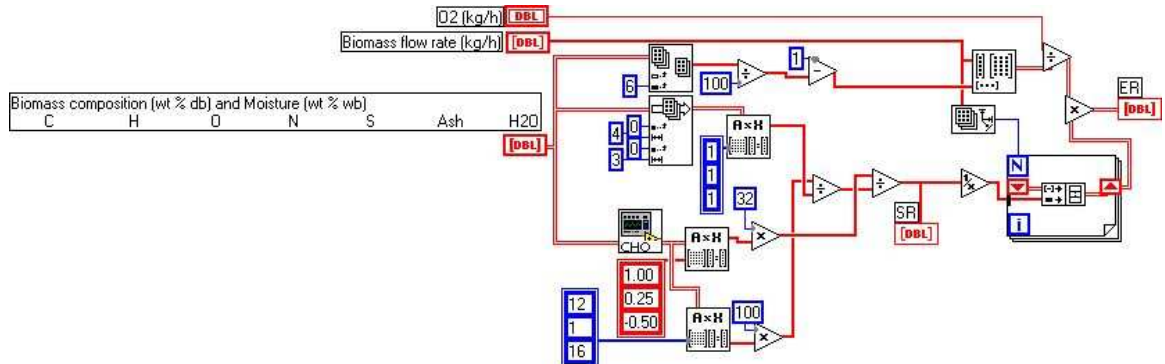 O2 (kg/h)
DBL
Biomass flow rate (kg/h)
[DBL]
1
6
100
ER
[DBL]
Biomass composition (wt % db) and Moisture (wt % wb)
C H O N S Ash H2O
[DBL]
0
4
0
3
A×X
1
1
1
N
i
32
SR
[DBL]
1/x
CHO
A×X
1.00
0.25
-0.50
12
1
16
A×X
100